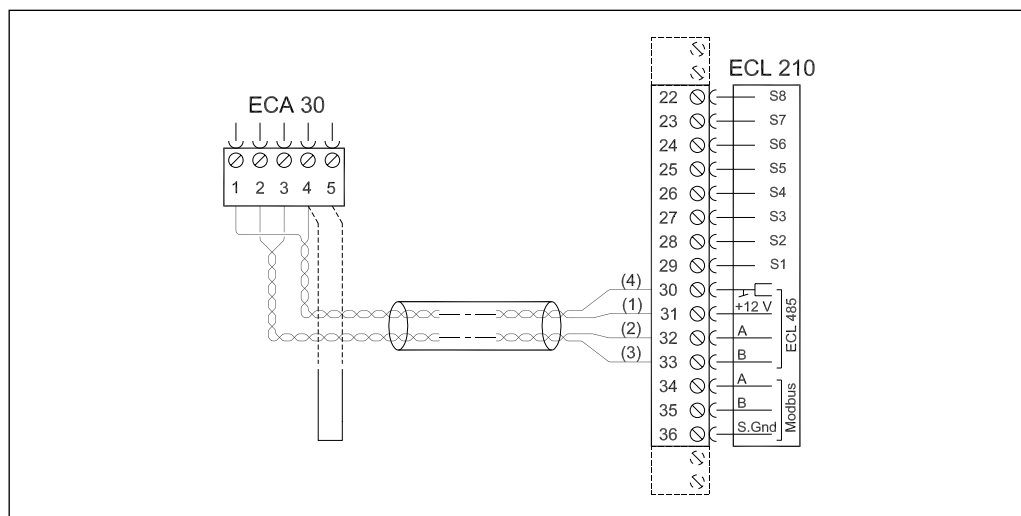 ECL 210
ECA 30
1 2 3 4 5
22 S8
23 S7
24 S6
25 S5
26 S4
27 S3
28 S2
29 S1
(4) 30
(1) 31 +12 V
(2) 32 A
(3) 33 B
ECL 485
34 A
35 B
36 S.Gnd
Modbus